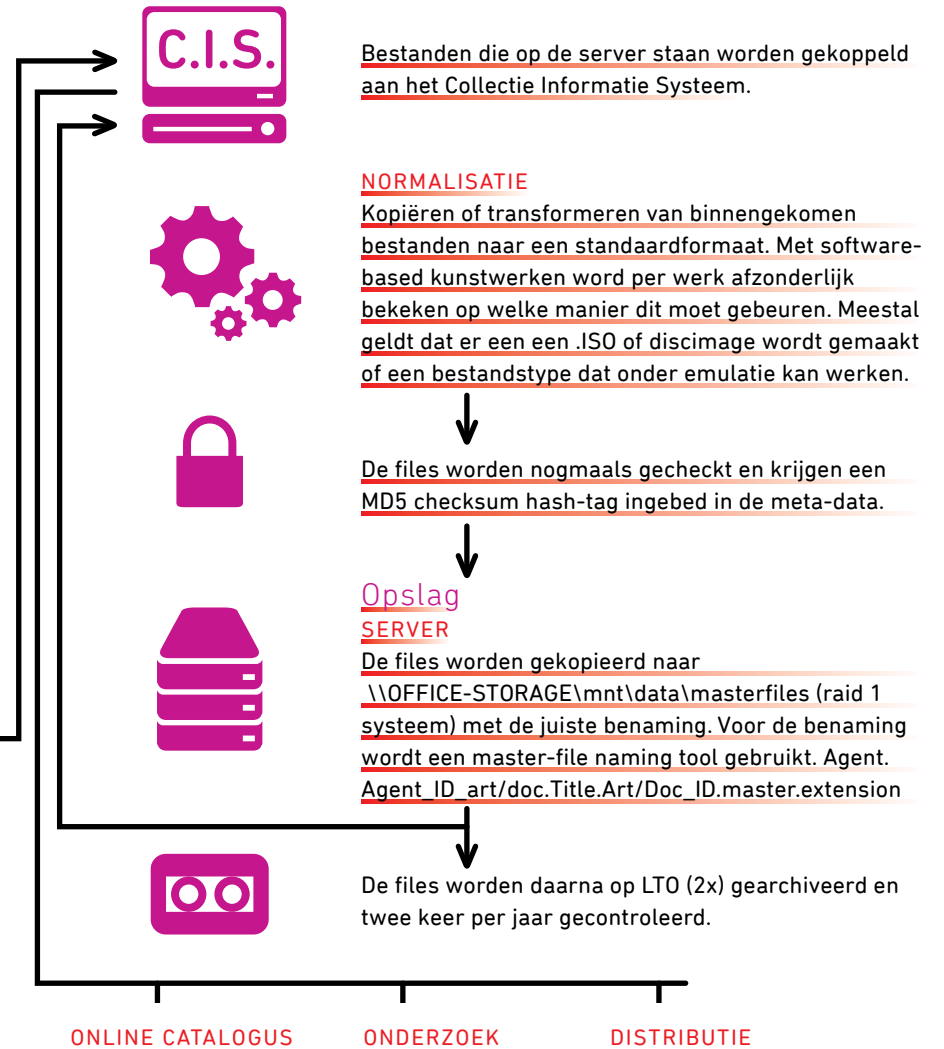 C.I.S.
Bestanden die op de server staan worden gekoppeld
aan het Collectie Informatie Systeem.
NORMALISATIE
Kopiëren of transformeren van binnengekomen
bestanden naar een standaardformaat. Met software-
based kunstwerken word per werk afzonderlijk
bekeken op welke manier dit moet gebeuren. Meestal
geldt dat er een een .ISO of discimage wordt gemaakt
of een bestandstype dat onder emulatie kan werken.
De files worden nogmaals gecheckt en krijgen een
MD5 checksum hash-tag ingebed in de meta-data.
Opslag
SERVER
De files worden gekopieerd naar
\\OFFICE-STORAGE\mnt\data\masterfiles (raid 1
systeem) met de juiste benaming. Voor de benaming
wordt een master-file naming tool gebruikt. Agent.
Agent_ID_art/doc.Title.Art/Doc_ID.master.extension
De files worden daarna op LTO (2x) gearchiveerd en
twee keer per jaar gecontroleerd.
ONLINE CATALOGUS
ONDERZOEK
DISTRIBUTIE